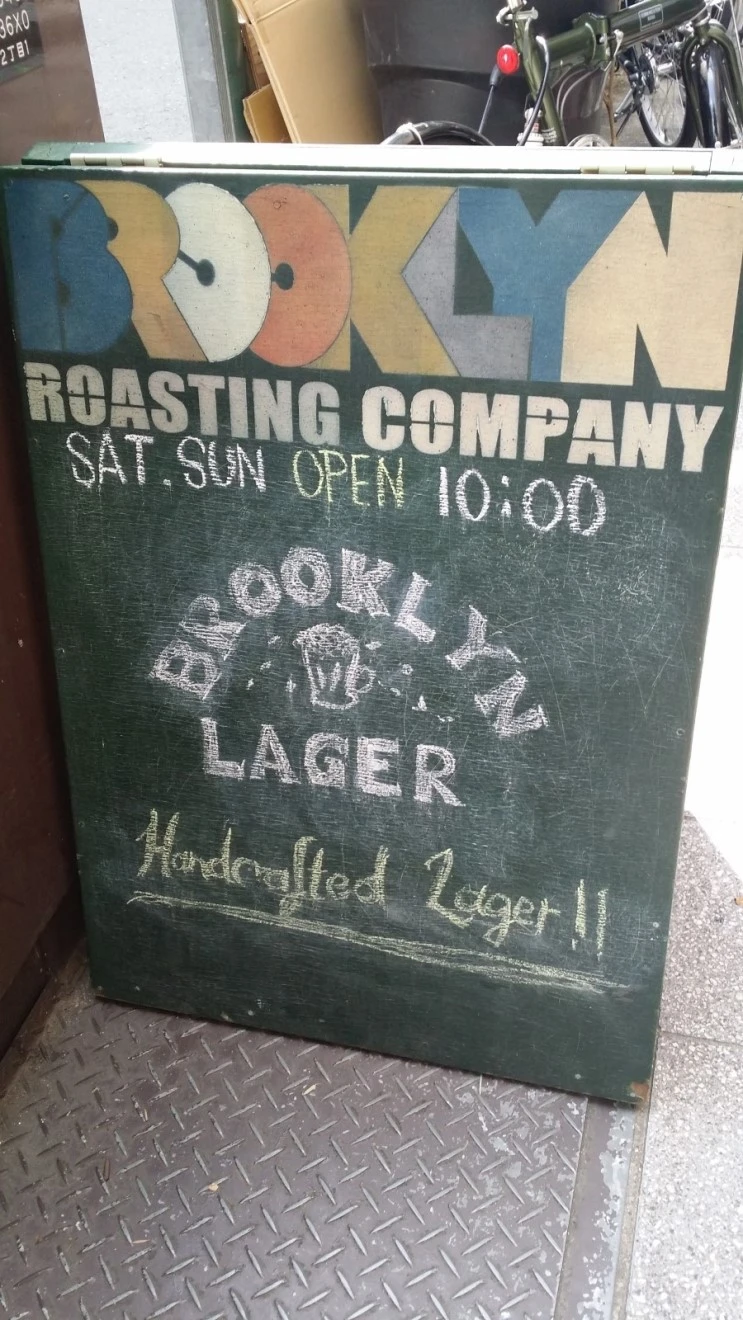 BROOKLYN
ROASTING COMPANY
SAT.SUN OPEN 10:00
BROOKLYN
LAGER
Handcrafted Lager!!